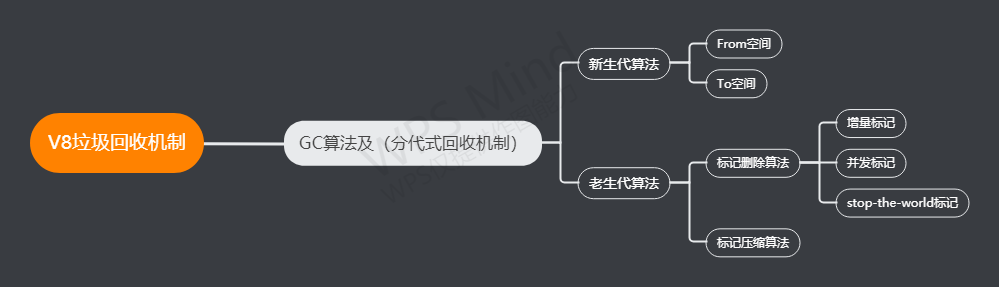 V8垃圾回收机制
GC算法及（分代式回收机制）
新生代算法
From空间
To空间
老生代算法
标记删除算法
增量标记
并发标记
stop-the-world标记
标记压缩算法
WPS Mind